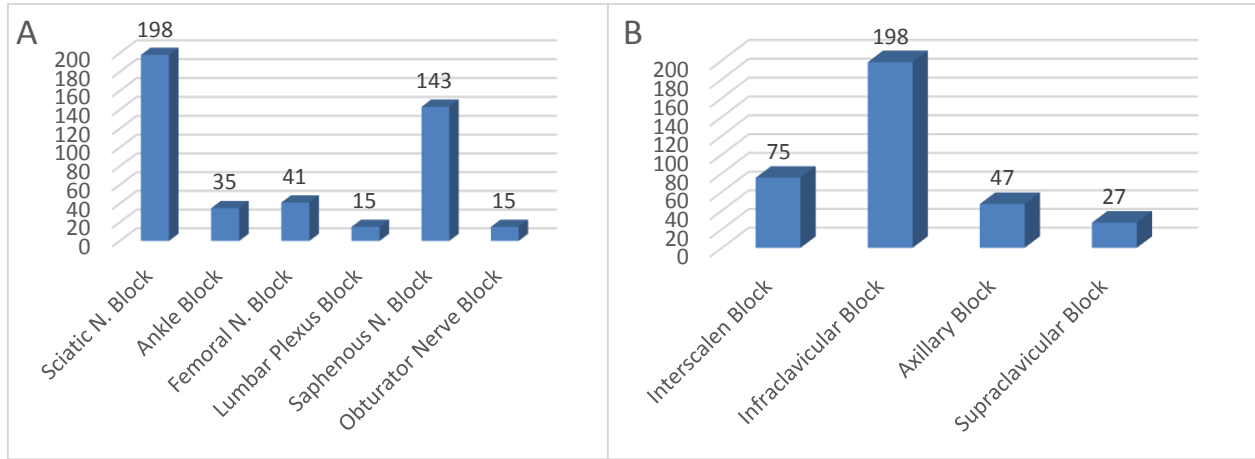 A
198
200
180
160
140
120
100
80
60
40
20
0
35
41
15
143
15
Sciatic N. Block
Ankle Block
Femoral N. Block
Lumbar Plexus Block
Saphenous N. Block
Obturator Nerve Block
B
198
200
180
160
140
120
100
80
60
40
20
0
75
47
27
Interscalen Block
Infraclavicular Block
Axillary Block
Supraclavicular Block